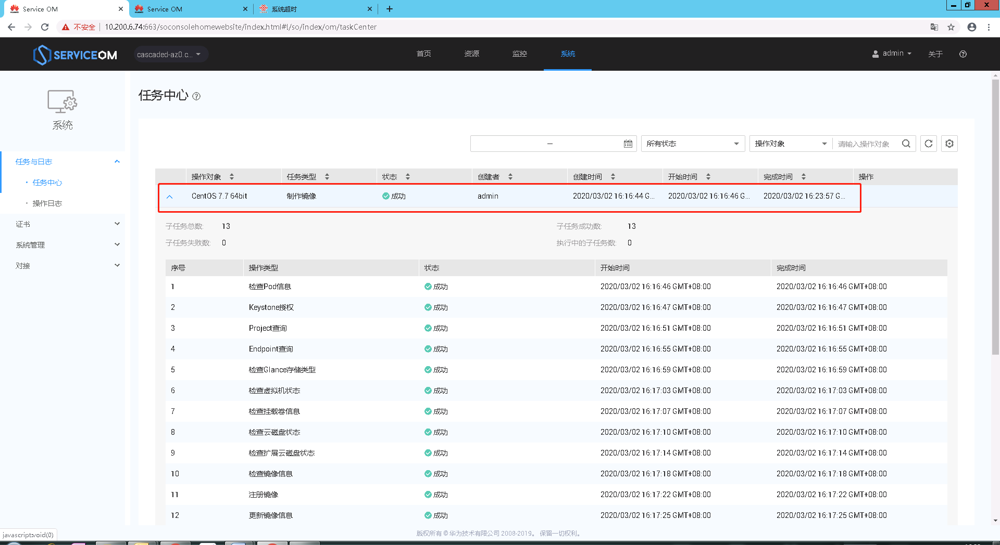 Service OM
Service OM
系统超时
不安全 10.200.6.74:663/soconsolehomewebsite/index.html#!/so/index/om/taskCenter
SERVICEOM cascaded-az0.c... 首页 资源 监控 系统 admin 关于
任务中心
系统
— 所有状态 操作对象 请输入操作对象
任务与日志
任务中心
操作日志
证书
系统管理
对接
操作对象 任务类型 状态 创建者 创建时间 开始时间 完成时间 操作
CentOS 7.7 64bit 制作镜像 成功 admin 2020/03/02 16:16:44 G... 2020/03/02 16:16:46 G... 2020/03/02 16:23:57 G...
子任务总数: 13 子任务成功数: 13
子任务失败数: 0 执行中的子任务数: 0
序号 操作类型 状态 开始时间 完成时间
1 检查Pod信息 成功 2020/03/02 16:16:46 GMT+08:00 2020/03/02 16:16:46 GMT+08:00
2 Keystone授权 成功 2020/03/02 16:16:47 GMT+08:00 2020/03/02 16:16:47 GMT+08:00
3 Project查询 成功 2020/03/02 16:16:51 GMT+08:00 2020/03/02 16:16:51 GMT+08:00
4 Endpoint查询 成功 2020/03/02 16:16:55 GMT+08:00 2020/03/02 16:16:55 GMT+08:00
5 检查Glance存储类型 成功 2020/03/02 16:16:59 GMT+08:00 2020/03/02 16:16:59 GMT+08:00
6 检查虚拟机状态 成功 2020/03/02 16:17:03 GMT+08:00 2020/03/02 16:17:03 GMT+08:00
7 检查挂载卷信息 成功 2020/03/02 16:17:07 GMT+08:00 2020/03/02 16:17:07 GMT+08:00
8 检查云磁盘状态 成功 2020/03/02 16:17:10 GMT+08:00 2020/03/02 16:17:10 GMT+08:00
9 检查扩展云磁盘状态 成功 2020/03/02 16:17:14 GMT+08:00 2020/03/02 16:17:14 GMT+08:00
10 检查镜像信息 成功 2020/03/02 16:17:18 GMT+08:00 2020/03/02 16:17:18 GMT+08:00
11 注册镜像 成功 2020/03/02 16:17:22 GMT+08:00 2020/03/02 16:17:22 GMT+08:00
12 更新镜像信息 成功 2020/03/02 16:17:25 GMT+08:00 2020/03/02 16:17:25 GMT+08:00
版权所有 © 华为技术有限公司 2008-2019。 保留一切权利。
javascript:void(0)